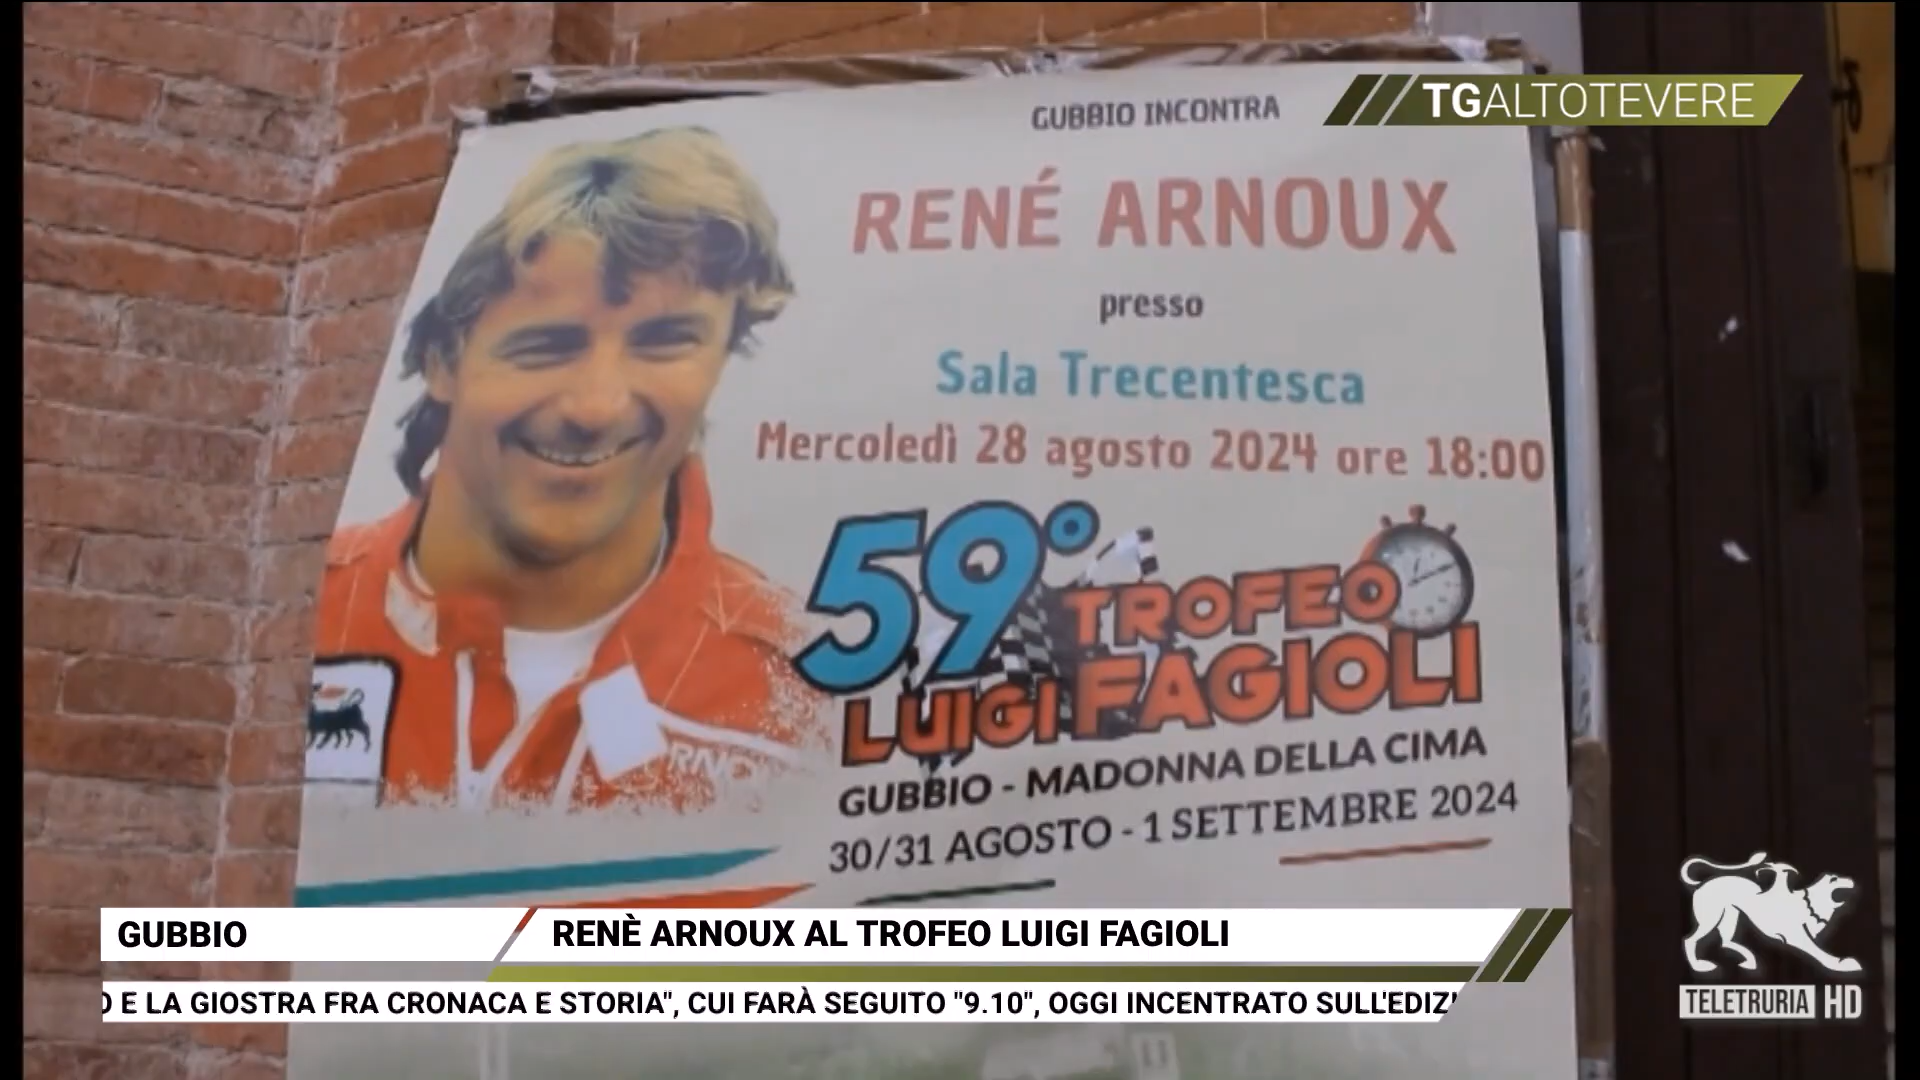 GUBBIO INCONTRA
TGALTOTEVERE
RENÉ ARNOUX
presso
Sala Trecentesca
Mercoledì 28 agosto 2024 ore 18:00
59°
TROFEO
LUIGI FAGIOLI
GUBBIO - MADONNA DELLA CIMA
30/31 AGOSTO - 1 SETTEMBRE 2024
GUBBIO
RENÈ ARNOUX AL TROFEO LUIGI FAGIOLI
E LA GIOSTRA FRA CRONACA E STORIA", CUI FARÀ SEGUITO "9.10", OGGI INCENTRATO SULL'EDIZ
TELETRURIA HD